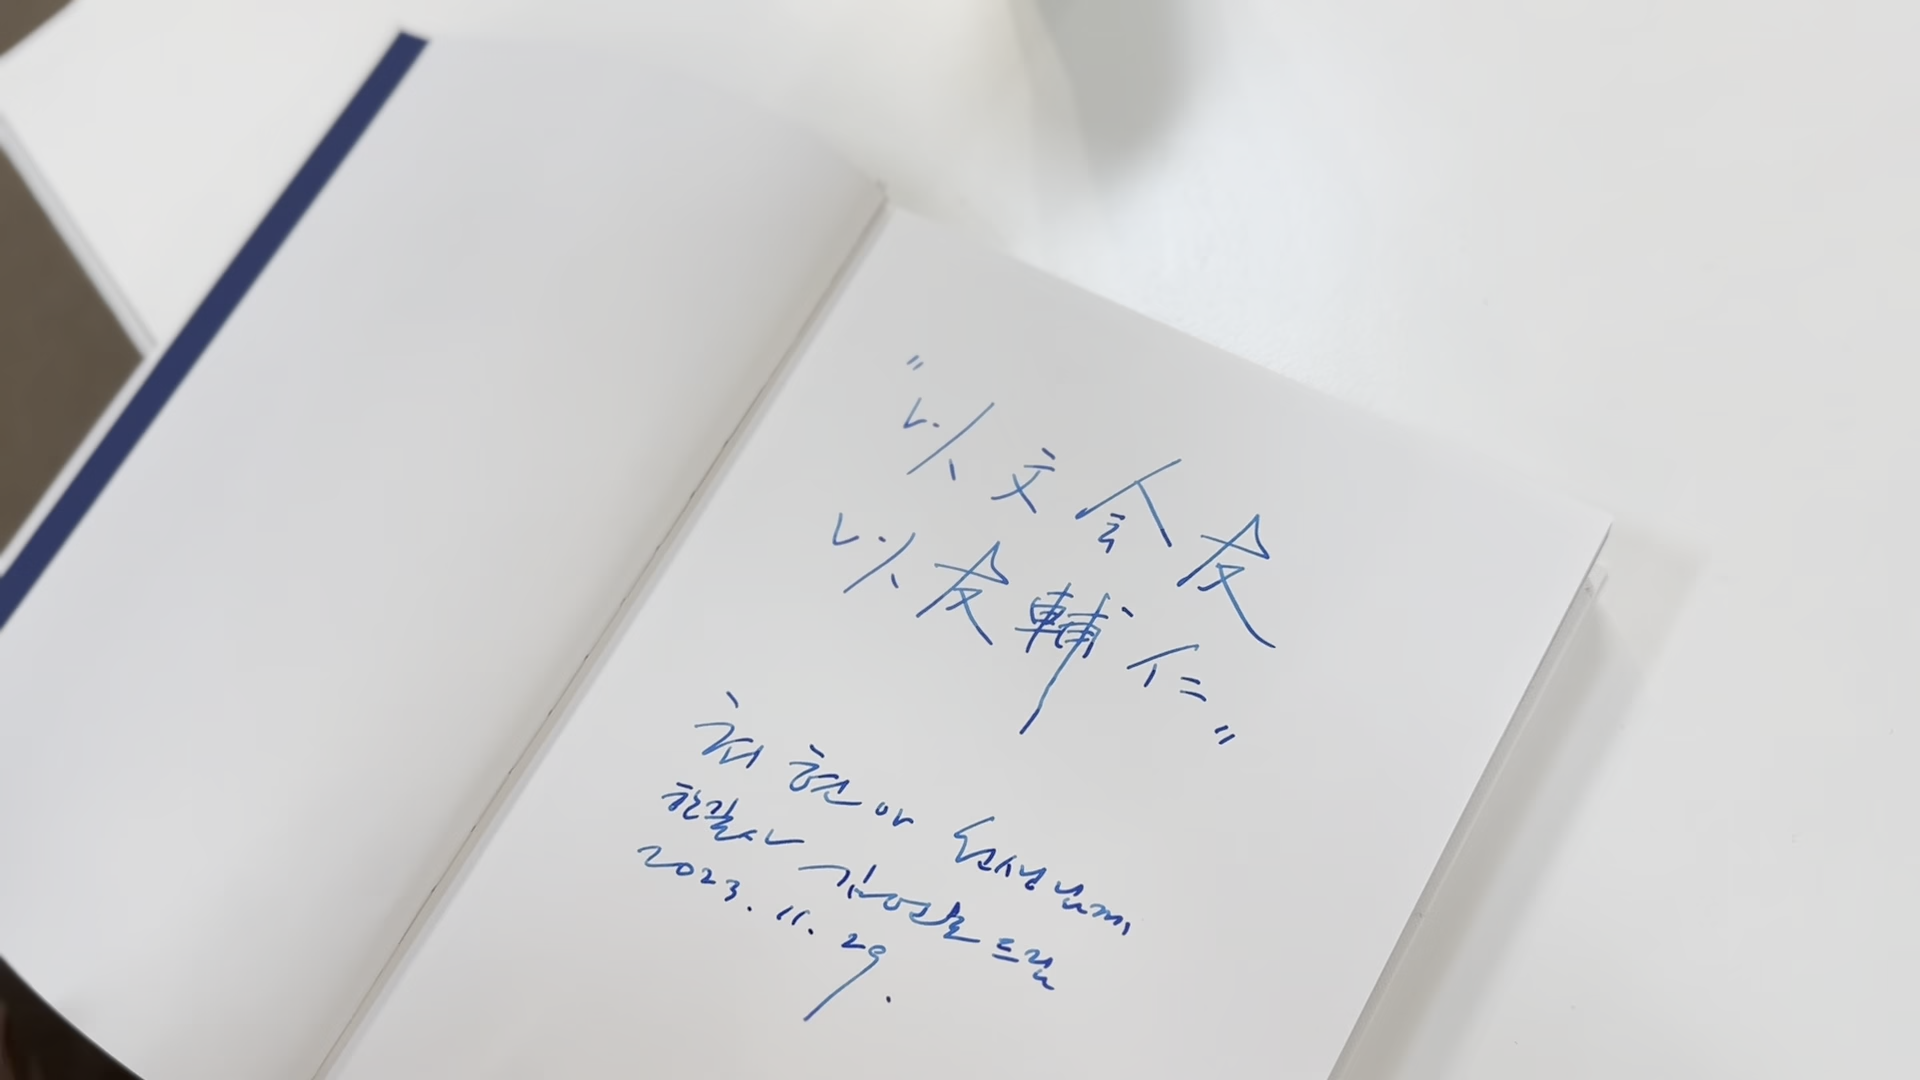 "以文会友
以友輔仁"
최현아 선생님께
한길사 김언호 드림
2023. 11. 29.